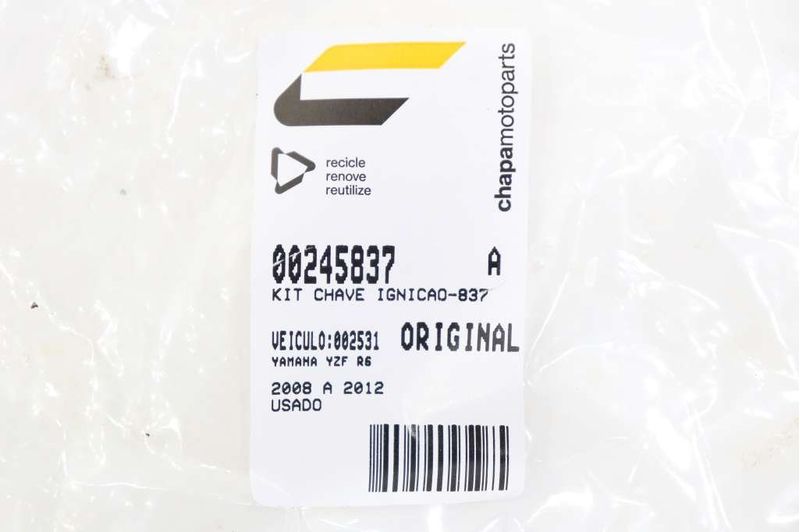 chapamotoparts
recicle
renove
reutilize
00245837 A
KIT CHAVE IGNICAO-837
VEICULO:002531 ORIGINAL
YAMAHA YZF R6
2008 A 2012
USADO